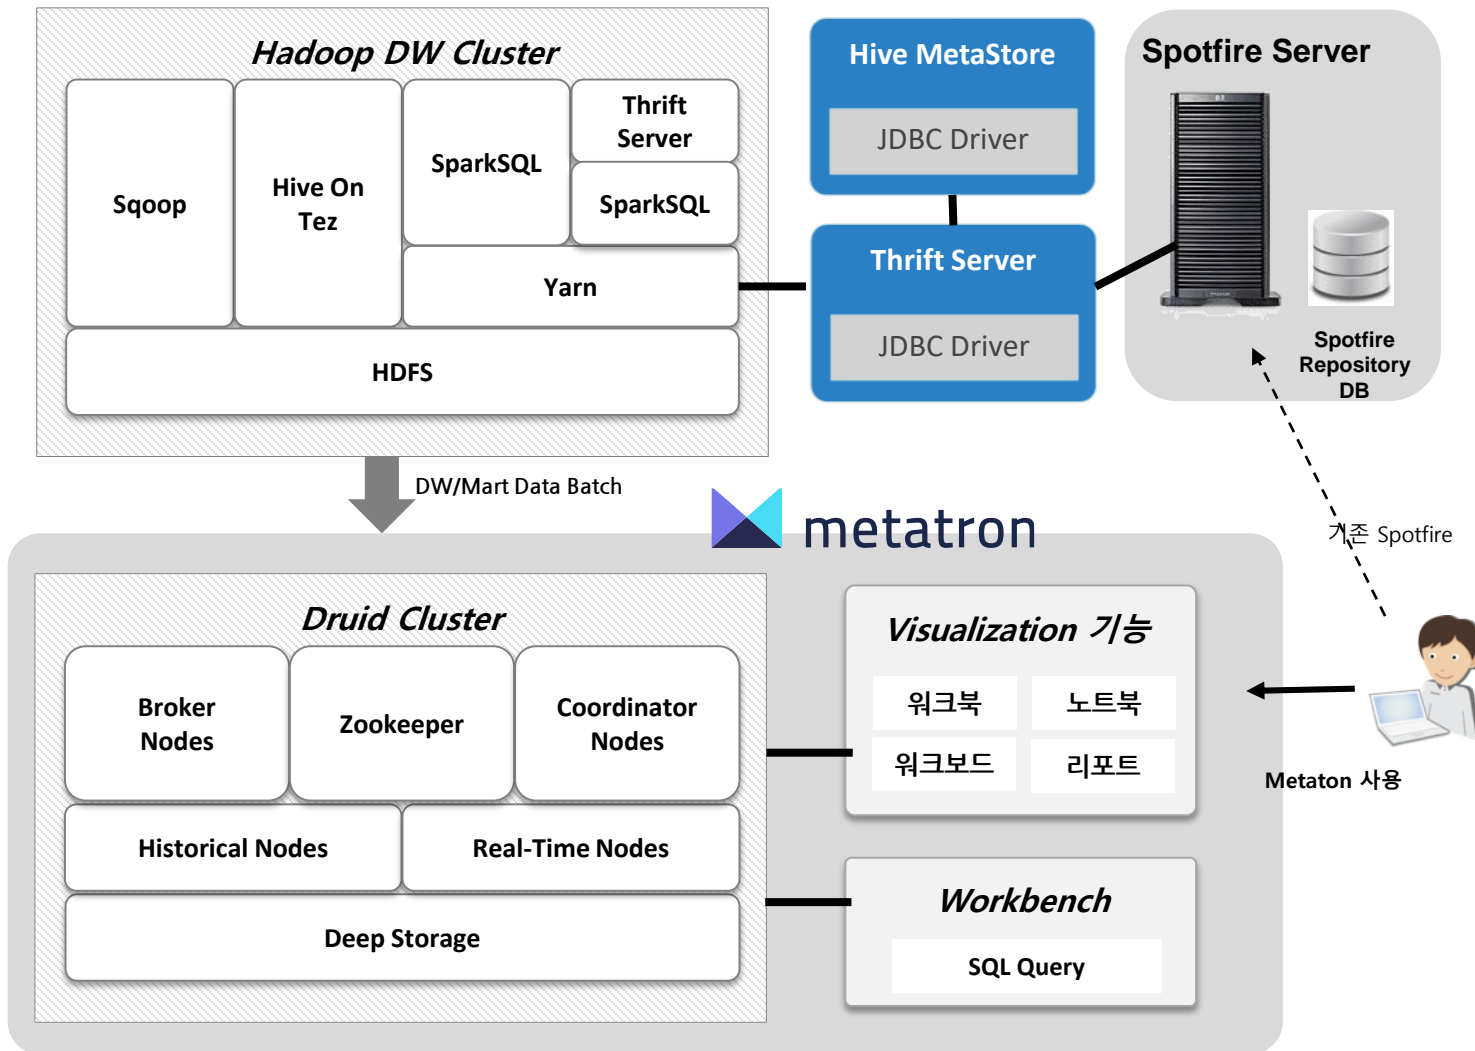 Hadoop DW Cluster
Sqoop
Hive On
Tez
SparkSQL
Thrift
Server
SparkSQL
Yarn
HDFS
Hive MetaStore
JDBC Driver
Thrift Server
JDBC Driver
Spotfire Server
Spotfire
Repository
DB
DW/Mart Data Batch
metatron
기존 Spotfire
Druid Cluster
Broker
Nodes
Zookeeper
Coordinator
Nodes
Historical Nodes
Real-Time Nodes
Deep Storage
Visualization 기능
워크북
노트북
워크보드
리포트
Metaton 사용
Workbench
SQL Query